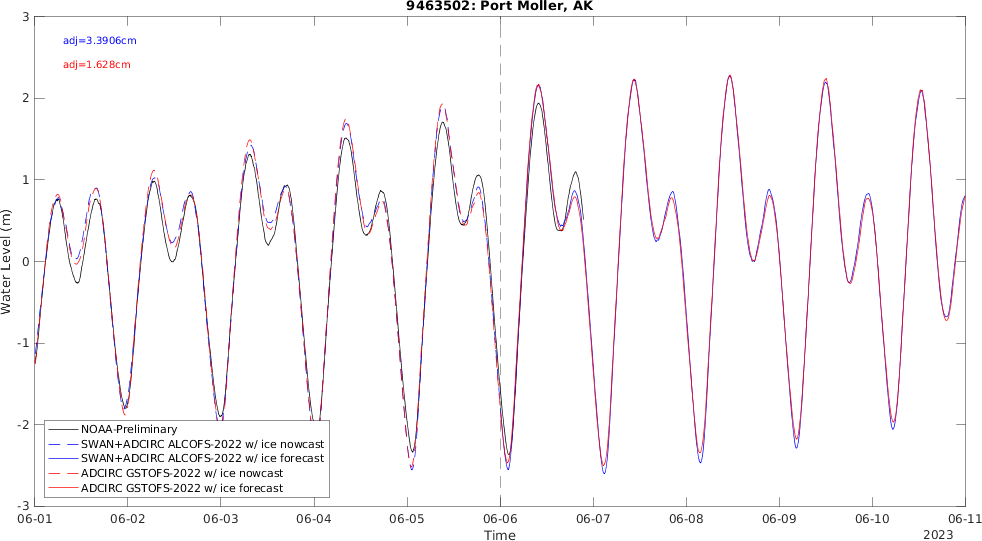 9463502: Port Moller, AK
adj=3.3906cm
adj=1.628cm
Water Level (m)
3
2
1
0
-1
-2
-3
NOAA-Preliminary
SWAN+ADCIRC ALCOFS-2022 w/ ice nowcast
SWAN+ADCIRC ALCOFS-2022 w/ ice forecast
ADCIRC GSTOFS-2022 w/ ice nowcast
ADCIRC GSTOFS-2022 w/ ice forecast
06-01 06-02 06-03 06-04 06-05 06-06 06-07 06-08 06-09 06-10 06-11
Time
2023